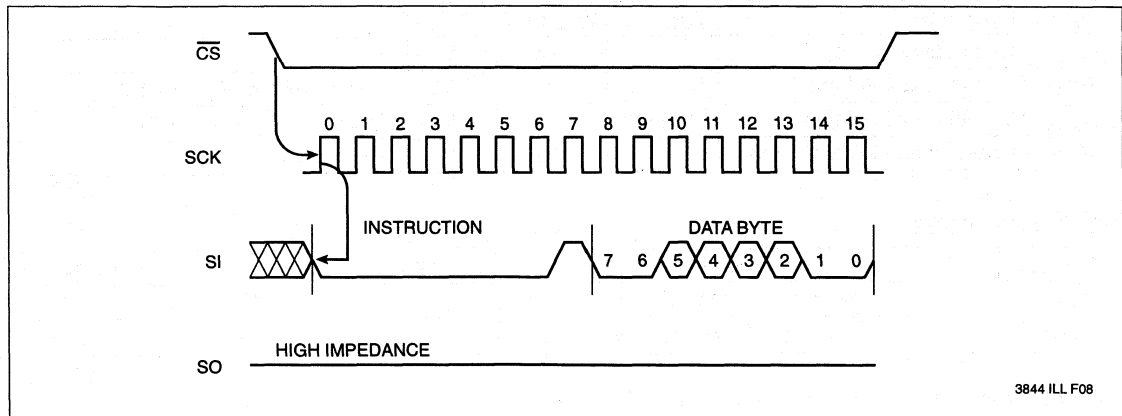 CS
0 1 2 3 4 5 6 7 8 9 10 11 12 13 14 15
SCK
INSTRUCTION DATA BYTE
SI 7 6 5 4 3 2 1 0
HIGH IMPEDANCE
SO
3844 ILL F08